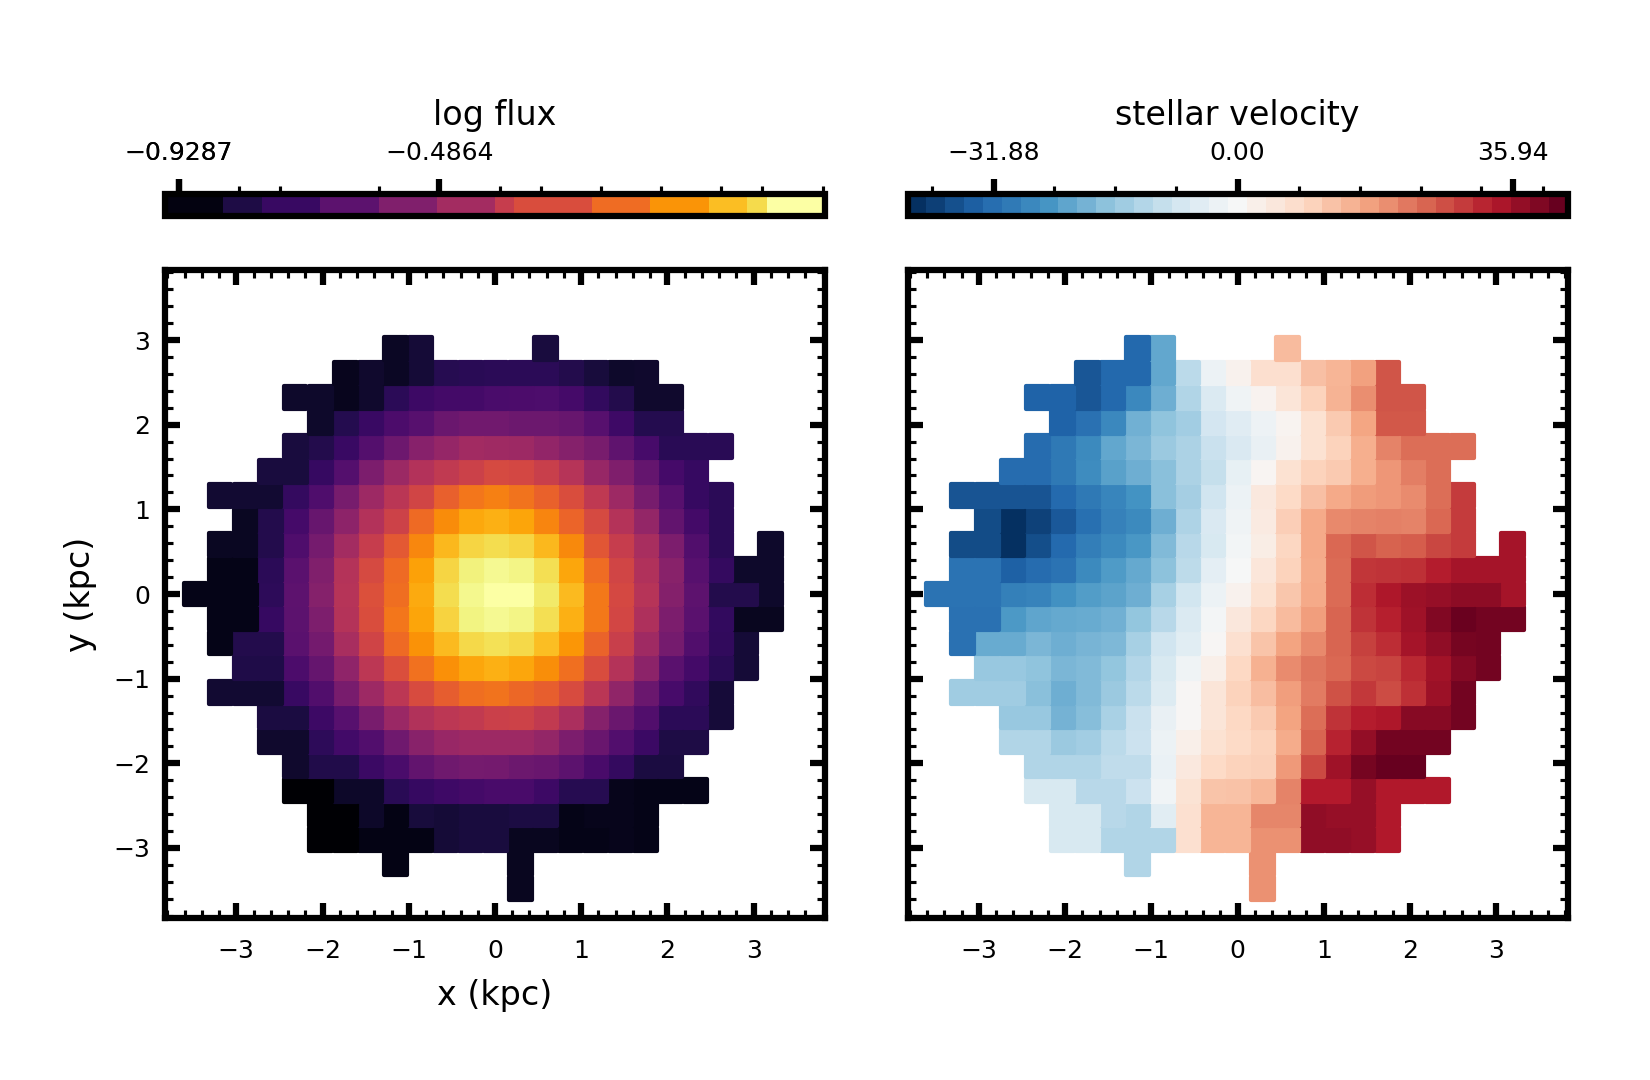 log flux
−0.9287 −0.4864
3
2
1
0
−1
−2
−3
y (kpc)
−3 −2 −1 0 1 2 3
x (kpc)
stellar velocity
−31.88 0.00 35.94
−3 −2 −1 0 1 2 3